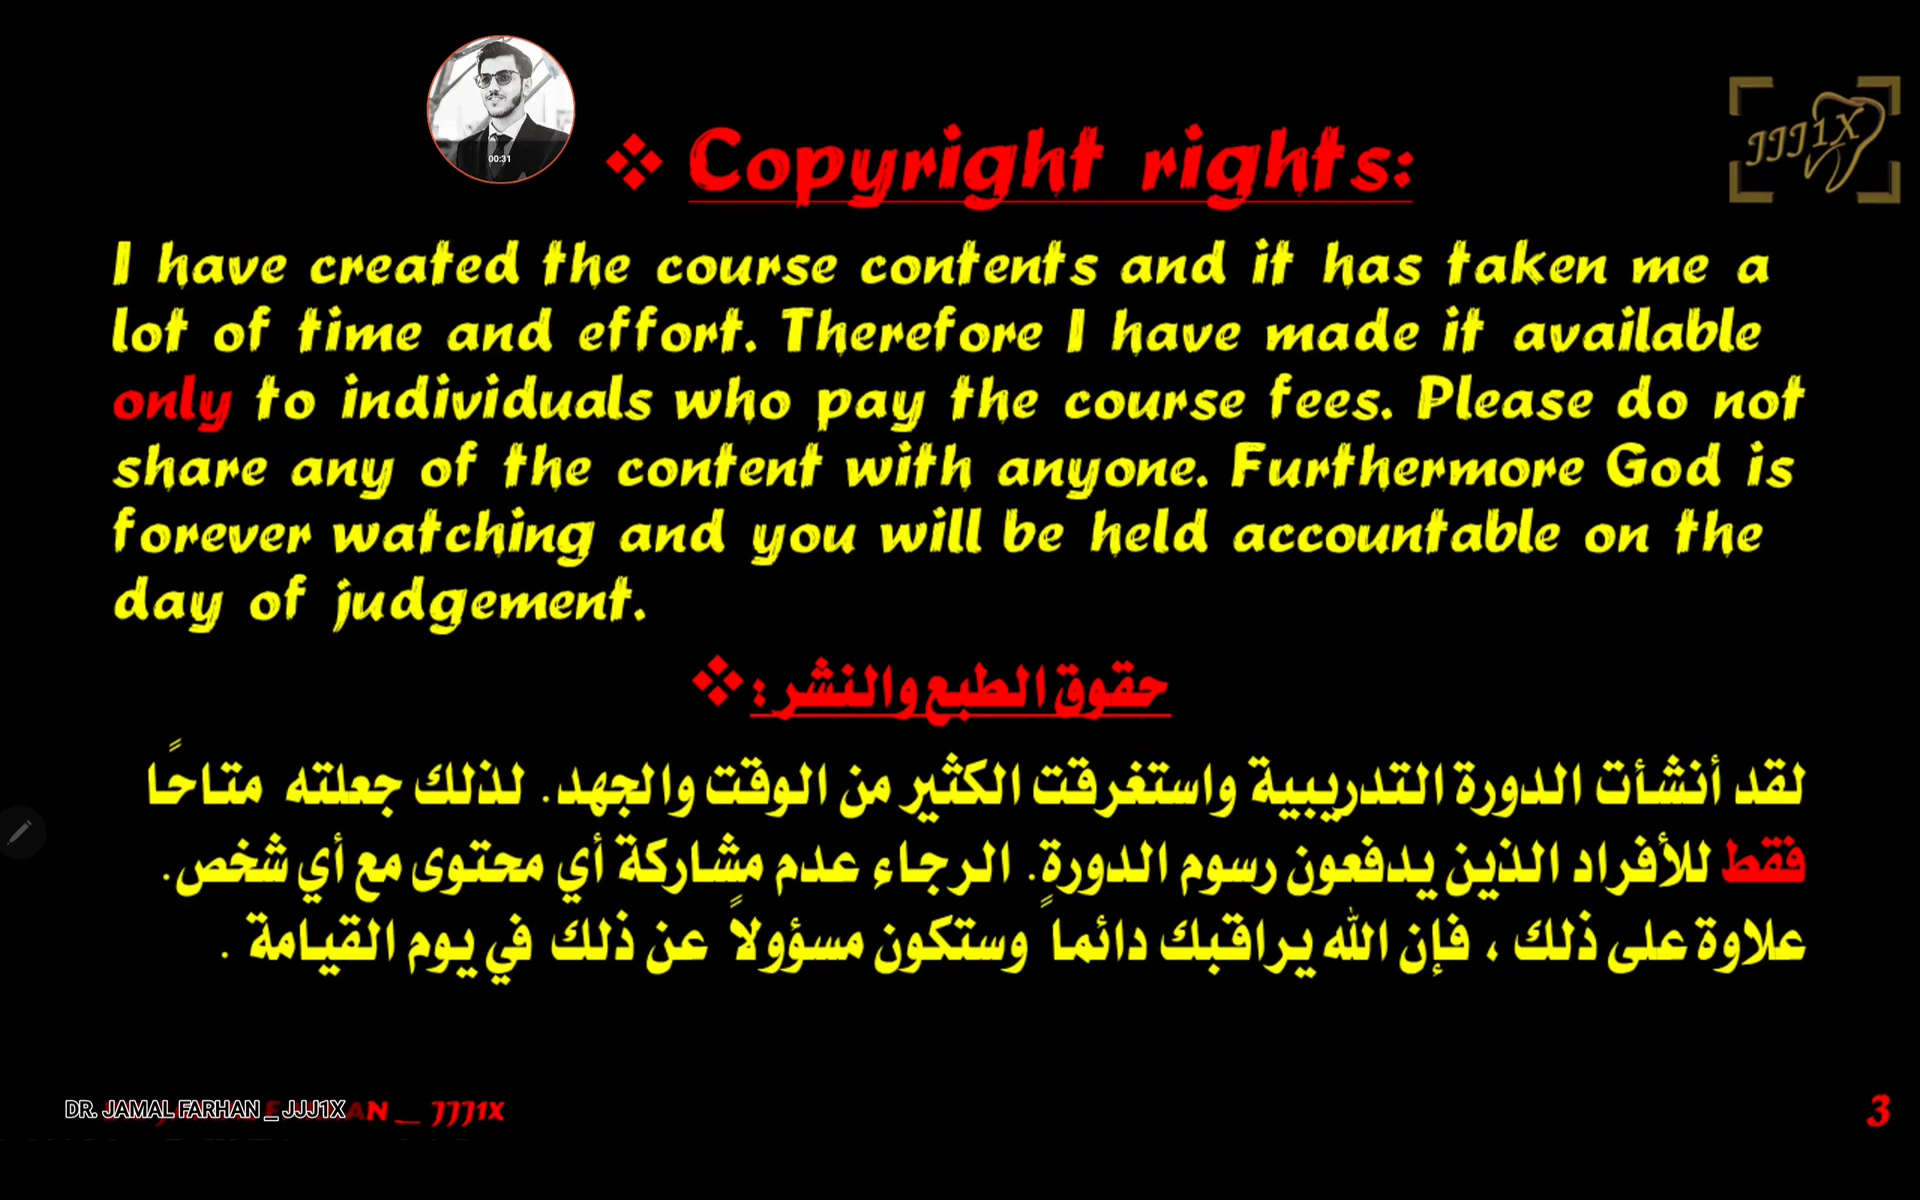 00:31
❖ Copyright rights:
JJJ1X
I have created the course contents and it has taken me a
lot of time and effort. Therefore I have made it available
only to individuals who pay the course fees. Please do not
share any of the content with anyone. Furthermore God is
forever watching and you will be held accountable on the
day of judgement.
❖حقوق الطبع والنشر :
لقد أنشأت الدورة التدريبية واستغرقت الكثير من الوقت والجهد. لذلك جعلته متاحًا
فقط للأفراد الذين يدفعون رسوم الدورة. الرجاء عدم مشاركة أي محتوى مع أي شخص.
علاوة على ذلك ، فإن الله يراقبك دائماً وستكون مسؤولاً عن ذلك في يوم القيامة .
DR. JAMAL FARHAN _ JJJ1X
AN _ JJJ1X
3